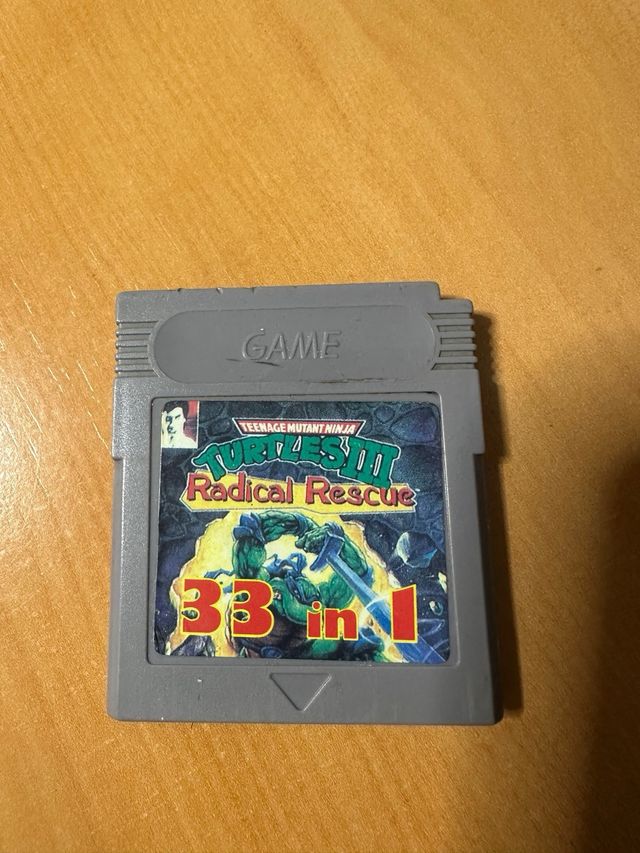 GAME
TEENAGE MUTANT NINJA
TURTLES III
Radical Rescue
33 in 1